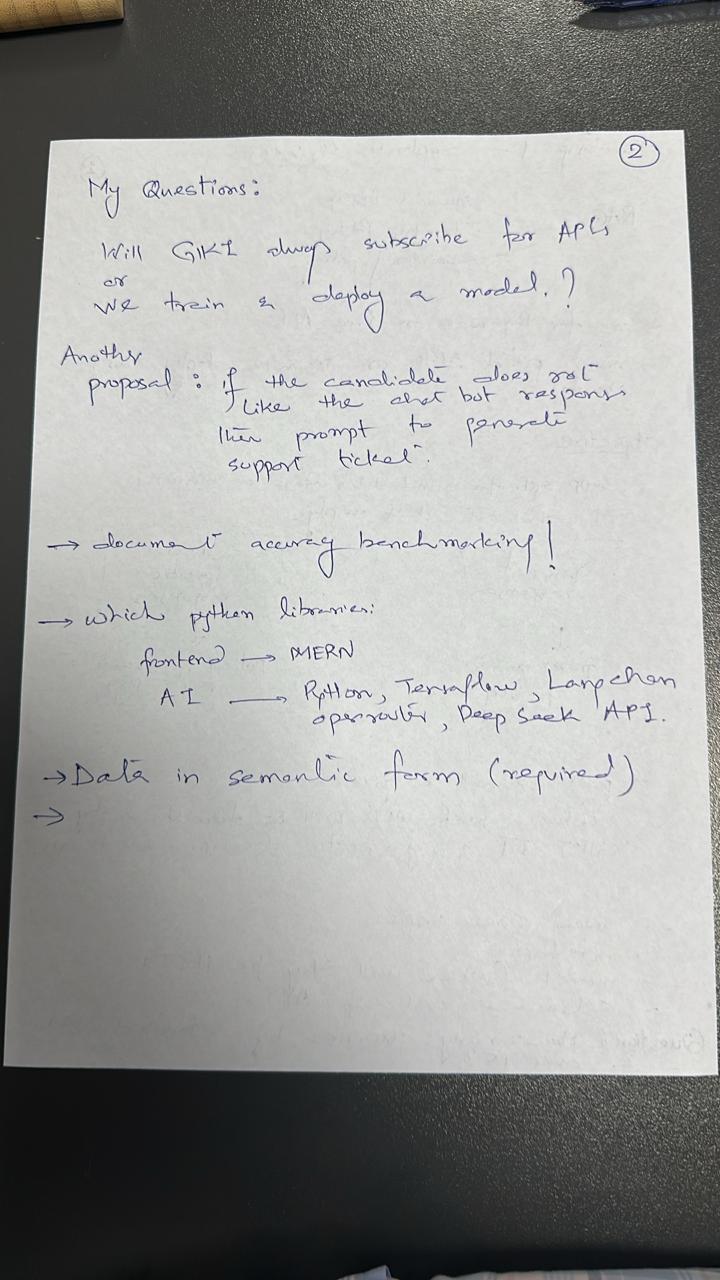 2
My Questions:
Will GIKI always subscribe for APIs
or
We train & deploy a model.?
Another
proposal : if the candidate does not
like the chat bot response
then prompt to generate
support ticket.
→ document accuracy benchmarking!
→ which python libraries:
frontend → MERN
AI → Python, Tensorflow, Langchan
openrouter, Deep Seek API.
→ Data in semantic form (required)
→